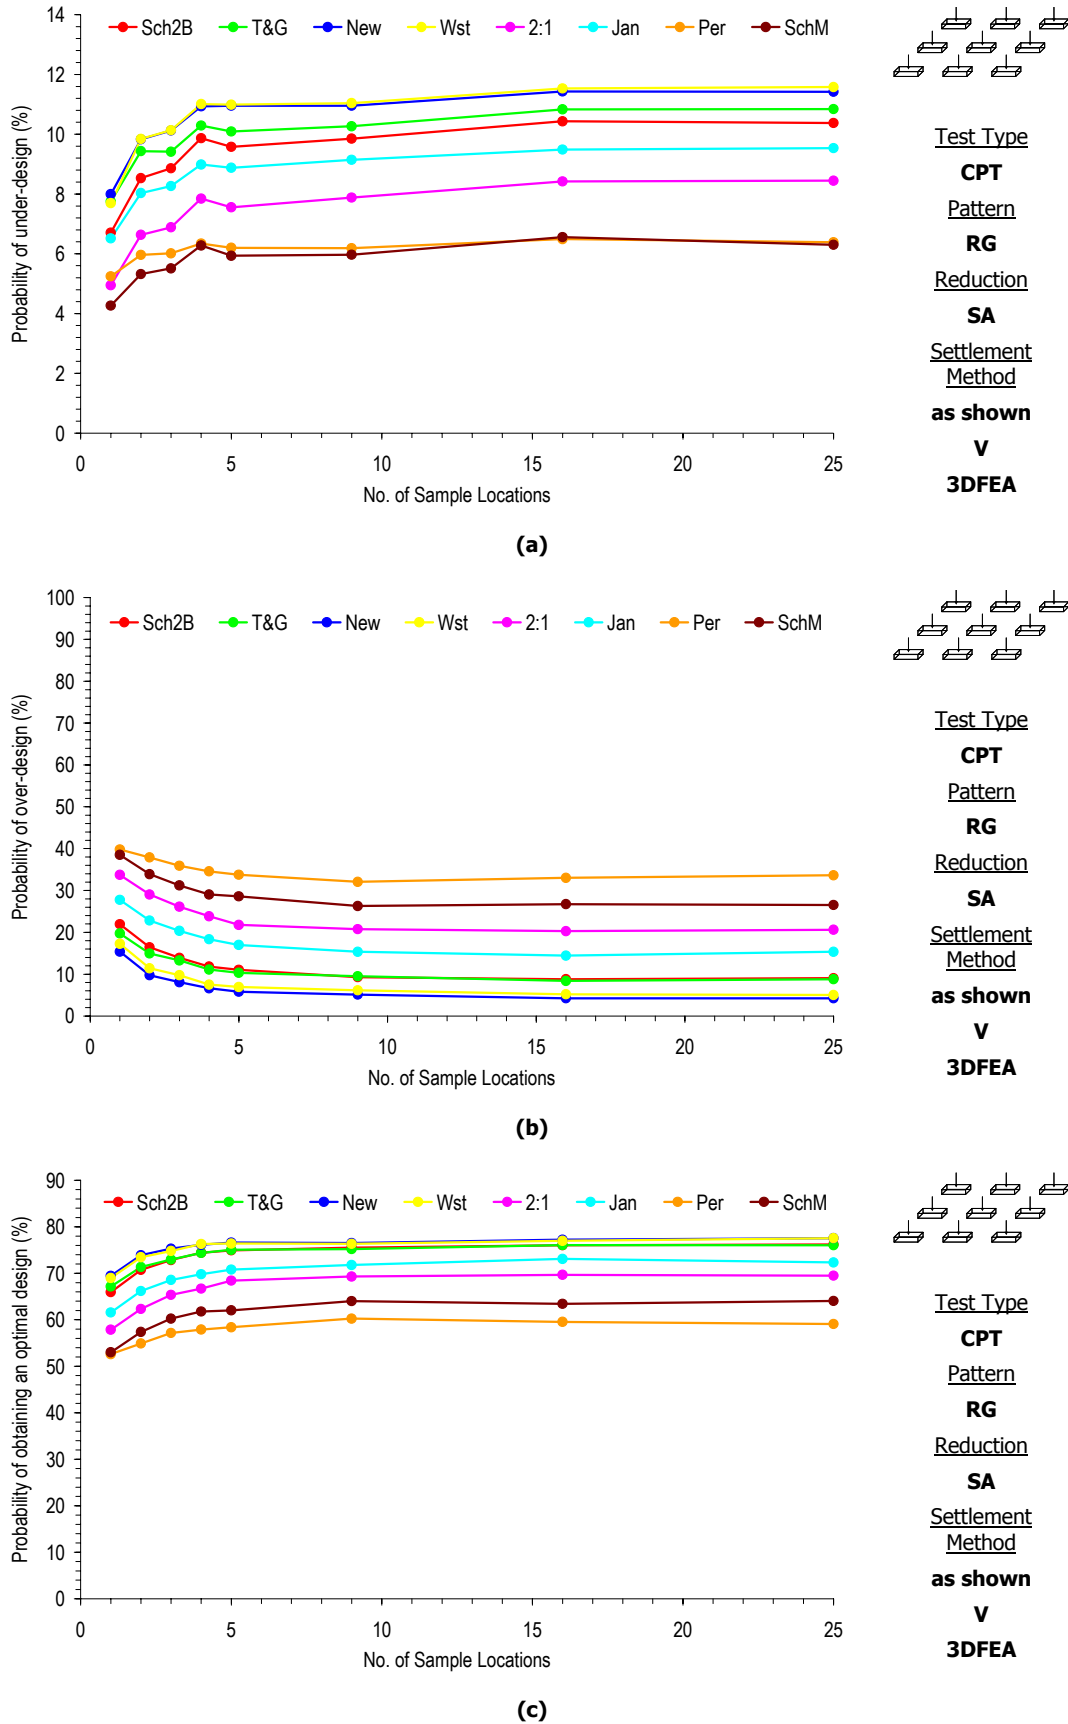 14
12
10
8
6
4
2
0
Probability of under-design (%)
Sch2B T&G New Wst 2:1 Jan Per SchM
0 5 10 15 20 25
No. of Sample Locations
Test Type
CPT
Pattern
RG
Reduction
SA
Settlement
Method
as shown
V
3DFEA
(a)
100
90
80
70
60
50
40
30
20
10
0
Probability of over-design (%)
Sch2B T&G New Wst 2:1 Jan Per SchM
0 5 10 15 20 25
No. of Sample Locations
Test Type
CPT
Pattern
RG
Reduction
SA
Settlement
Method
as shown
V
3DFEA
(b)
90
80
70
60
50
40
30
20
10
0
Probability of obtaining an optimal design (%)
Sch2B T&G New Wst 2:1 Jan Per SchM
0 5 10 15 20 25
No. of Sample Locations
Test Type
CPT
Pattern
RG
Reduction
SA
Settlement
Method
as shown
V
3DFEA
(c)